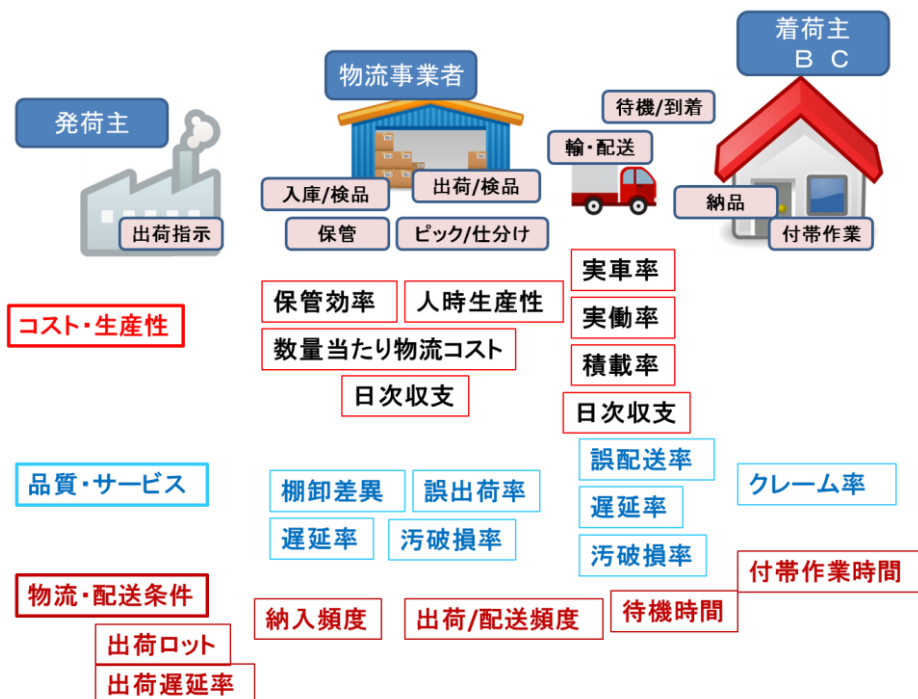 発荷主
物流事業者
着荷主
B C
待機/到着
輸・配送
入庫/検品
出荷/検品
納品
出荷指示
保管
ピック/仕分け
付帯作業
コスト・生産性
保管効率
人時生産性
数量当たり物流コスト
日次収支
実車率
実働率
積載率
日次収支
品質・サービス
棚卸差異
誤出荷率
遅延率
汚破損率
誤配送率
遅延率
汚破損率
クレーム率
物流・配送条件
出荷ロット
出荷遅延率
納入頻度
出荷/配送頻度
待機時間
付帯作業時間